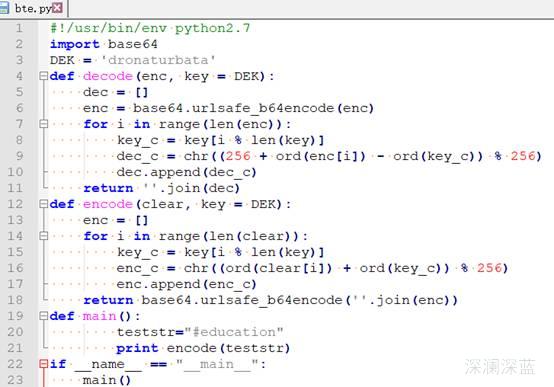 bte.py
1 #!/usr/bin/env python2.7
2 import base64
3 DEK = 'dronaturbata'
4 def decode(enc, key = DEK):
5     dec = []
6     enc = base64.urlsafe_b64encode(enc)
7     for i in range(len(enc)):
8         key_c = key[i % len(key)]
9         dec_c = chr((256 + ord(enc[i]) - ord(key_c)) % 256)
10         dec.append(dec_c)
11     return ''.join(dec)
12 def encode(clear, key = DEK):
13     enc = []
14     for i in range(len(clear)):
15         key_c = key[i % len(key)]
16         enc_c = chr((ord(clear[i]) + ord(key_c)) % 256)
17         enc.append(enc_c)
18     return base64.urlsafe_b64encode(''.join(enc))
19 def main():
20         teststr="#education"
21         print encode(teststr)
22 if __name__ == "__main__":
23     main()
深澜深蓝